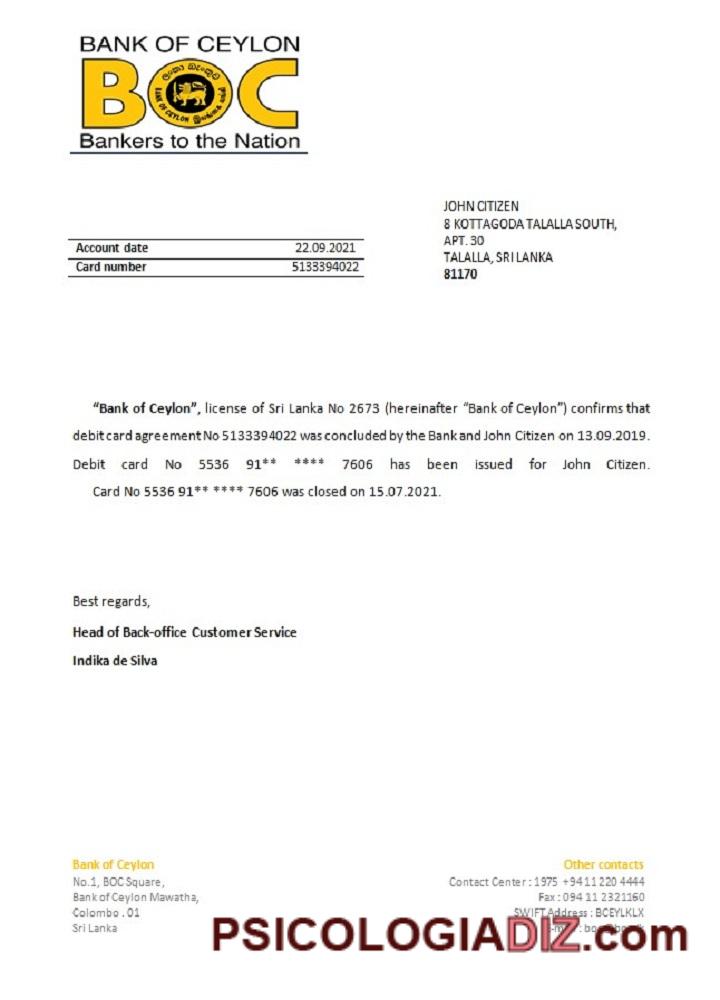 BANK OF CEYLON
BOC
Bankers to the Nation
JOHN CITIZEN
8 KOTTAGODA TALALLA SOUTH,
APT. 30
TALALLA, SRI LANKA
81170
Account date 22.09.2021
Card number 5133394022
“Bank of Ceylon”, license of Sri Lanka No 2673 (hereinafter “Bank of Ceylon”) confirms that
debit card agreement No 5133394022 was concluded by the Bank and John Citizen on 13.09.2019.
Debit card No 5536 91** **** 7606 has been issued for John Citizen.
Card No 5536 91** **** 7606 was closed on 15.07.2021.
Best regards,
Head of Back-office Customer Service
Indika de Silva
Bank of Ceylon
No.1, BOC Square,
Bank of Ceylon Mawatha,
Colombo . 01
Sri Lanka
Other contacts
Contact Center : 1975 +94 11 220 4444
Fax : 094 11 2321160
SWIFT Address : BCEYLKLX
PSICOLOGIADIZ.com